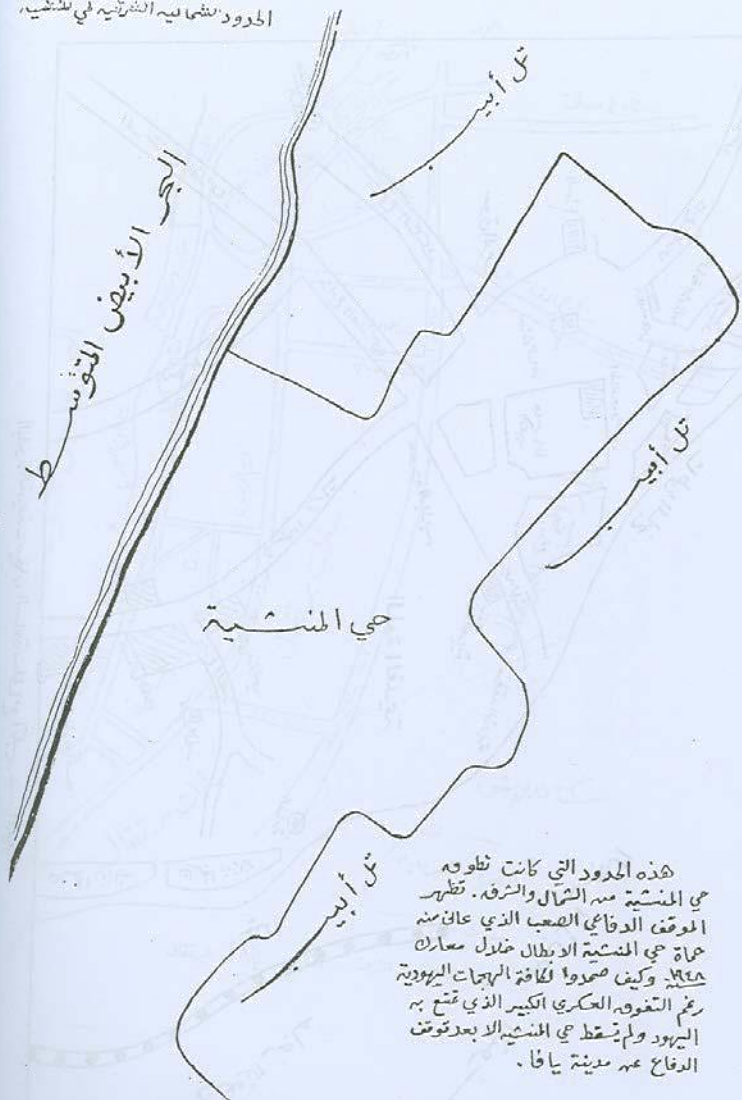 الحدود الشمالية الشرقية لحي المنشية
تل أبيب
البحر الأبيض المتوسط
تل أبيب
حي المنشية
تل أبيب
هذه الحدود التي كانت تطوق
حي المنشية من الشمال والشرق. تظهر
الموقف الدفاعي الصعب الذي عانى منه
حماة حي المنشية الابطال خلال معارك
سنة ١٩٤٨ وكيف صمدوا لكافة الهجمات اليهودية
رغم التفوق العسكري الكبير الذي تمتع به
اليهود ولم يسقط حي المنشية الا بعد توقف
الدفاع عن مدينة يافا.